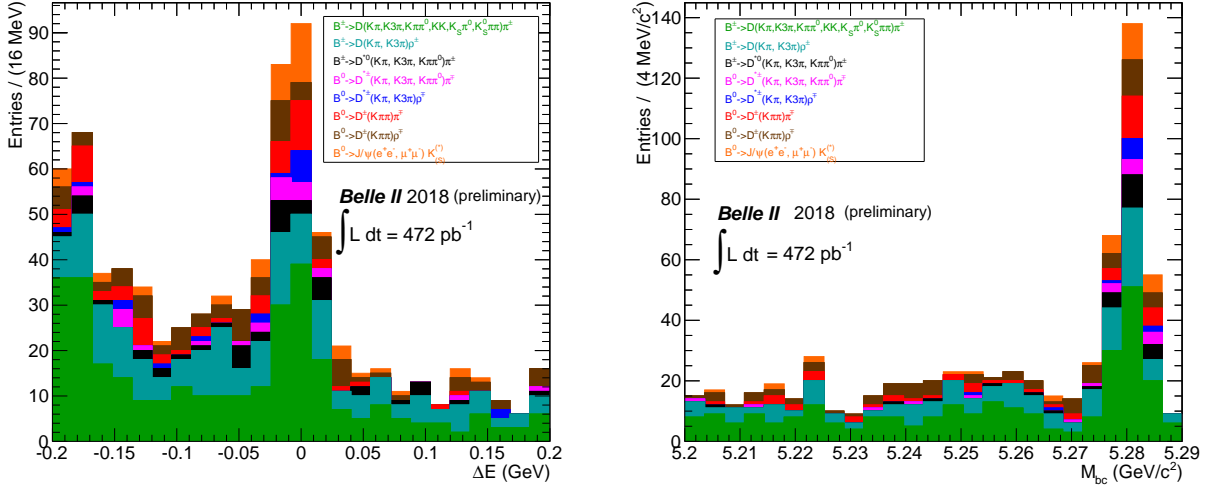 Entries / (16 MeV)
90
80
70
60
50
40
30
20
10
0
B±->D(Kπ,K3π,Kππ⁰,KK,K_Sπ⁰,K_S⁰ππ)π±
B±->D(Kπ, K3π)ρ±
B±->D*⁰(Kπ, K3π, Kππ⁰)π±
B⁰->D*±(Kπ, K3π, Kππ⁰)π∓
B⁰->D*±(Kπ, K3π)ρ∓
B⁰->D±(Kππ)π∓
B⁰->D±(Kππ)ρ∓
B⁰->J/ψ(e⁺e⁻, μ⁺μ⁻) K(*)(S)
Belle II 2018 (preliminary)
∫L dt = 472 pb⁻¹
-0.2 -0.15 -0.1 -0.05 0 0.05 0.1 0.15 0.2
ΔE (GeV)
Entries / (4 MeV/c²)
140
120
100
80
60
40
20
0
B±->D(Kπ,K3π,Kππ⁰,KK,K_Sπ⁰,K_S⁰ππ)π±
B±->D(Kπ, K3π)ρ±
B±->D*⁰(Kπ, K3π, Kππ⁰)π±
B⁰->D*±(Kπ, K3π, Kππ⁰)π∓
B⁰->D*±(Kπ, K3π)ρ∓
B⁰->D±(Kππ)π∓
B⁰->D±(Kππ)ρ∓
B⁰->J/ψ(e⁺e⁻, μ⁺μ⁻) K(*)(S)
Belle II 2018 (preliminary)
∫L dt = 472 pb⁻¹
5.2 5.21 5.22 5.23 5.24 5.25 5.26 5.27 5.28 5.29
M_bc (GeV/c²)